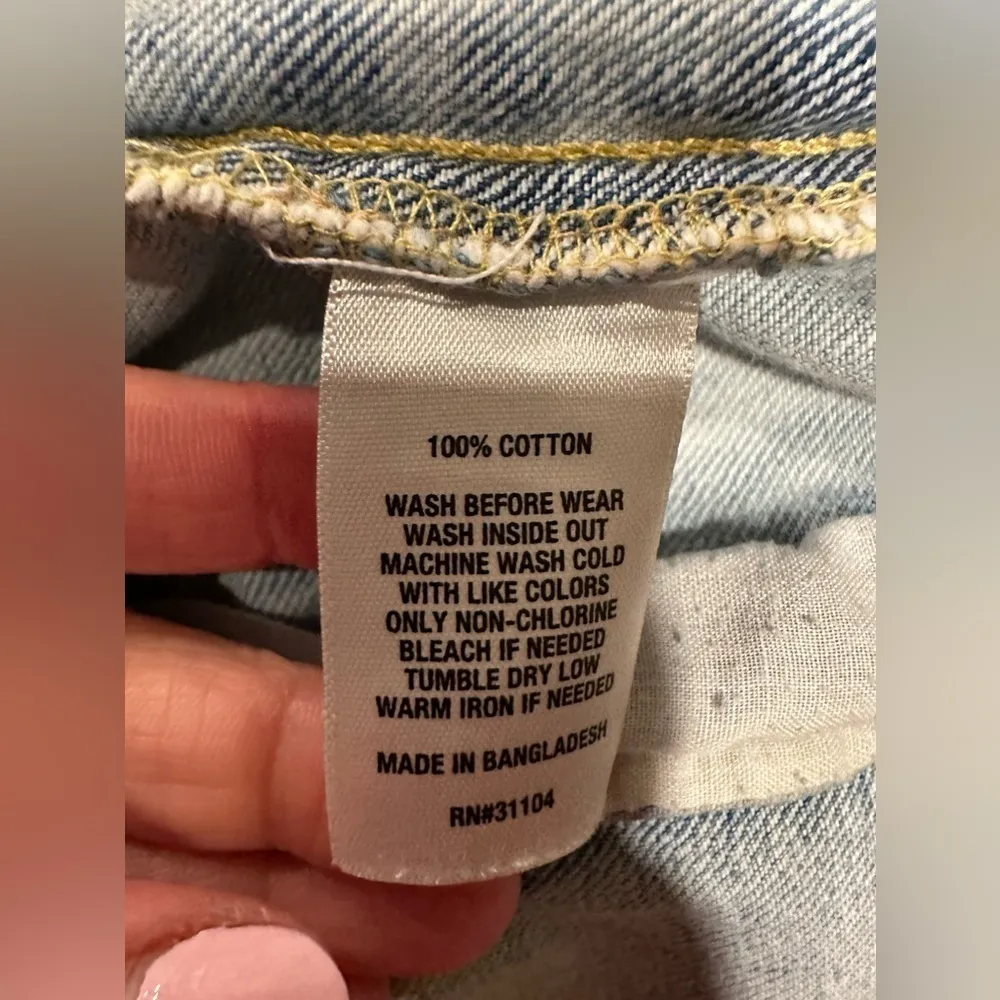 100% COTTON
WASH BEFORE WEAR
WASH INSIDE OUT
MACHINE WASH COLD
WITH LIKE COLORS
ONLY NON-CHLORINE
BLEACH IF NEEDED
TUMBLE DRY LOW
WARM IRON IF NEEDED
MADE IN BANGLADESH
RN#31104